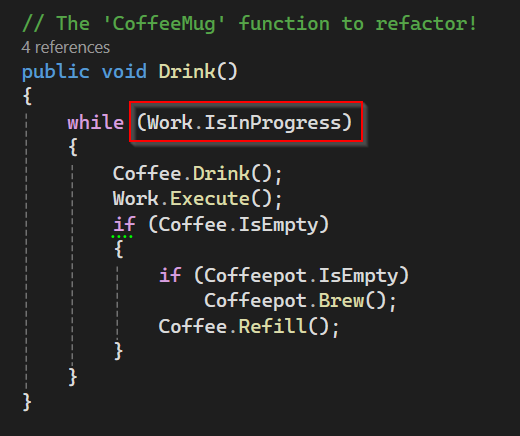 // The 'CoffeeMug' function to refactor!
4 references
public void Drink()
{
while (Work.IsInProgress)
{
Coffee.Drink();
Work.Execute();
if (Coffee.IsEmpty)
{
if (Coffeepot.IsEmpty)
Coffeepot.Brew();
Coffee.Refill();
}
}
}